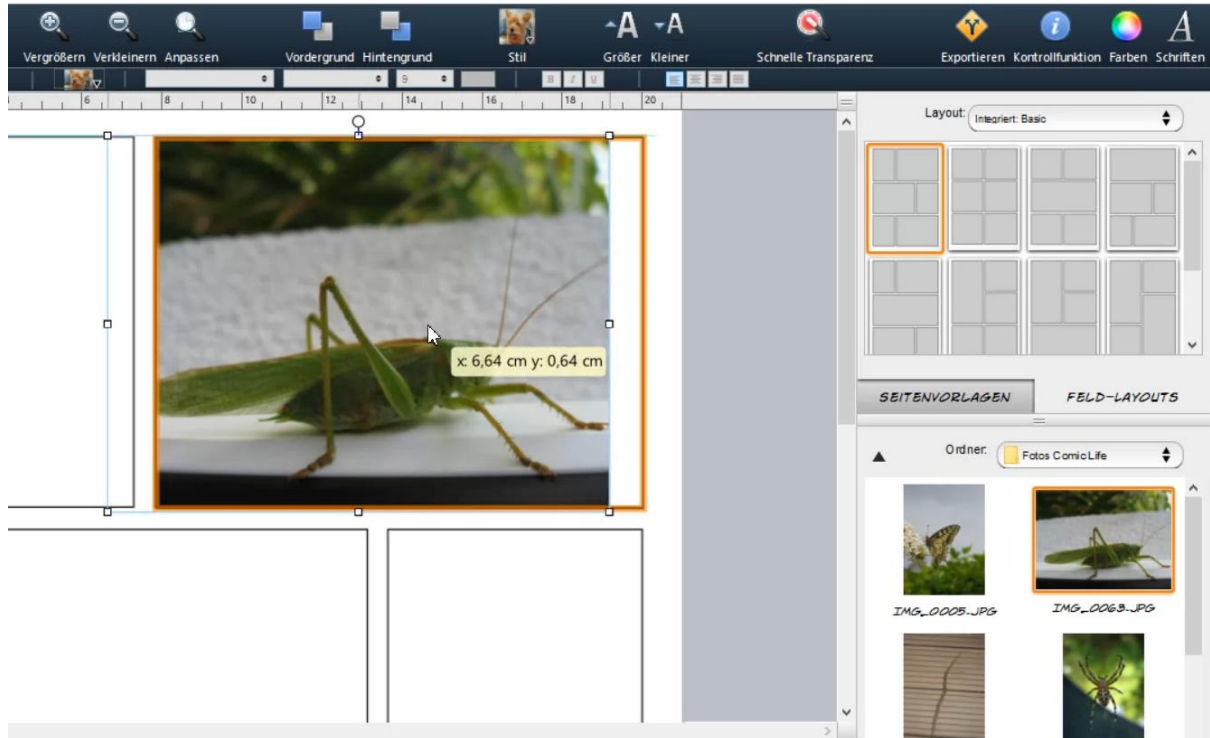 Vergrößern Verkleinern Anpassen Vordergrund Hintergrund Stil Größer Kleiner Schnelle Transparenz Exportieren Kontrollfunktion Farben Schriften
9 B I U
6 8 10 12 14 16 18 20
Layout: Integriert: Basic
x: 6,64 cm y: 0,64 cm
SEITENVORLAGEN FELD-LAYOUTS
Ordner: Fotos ComicLife
IMG_0005.JPG IMG_0063.JPG